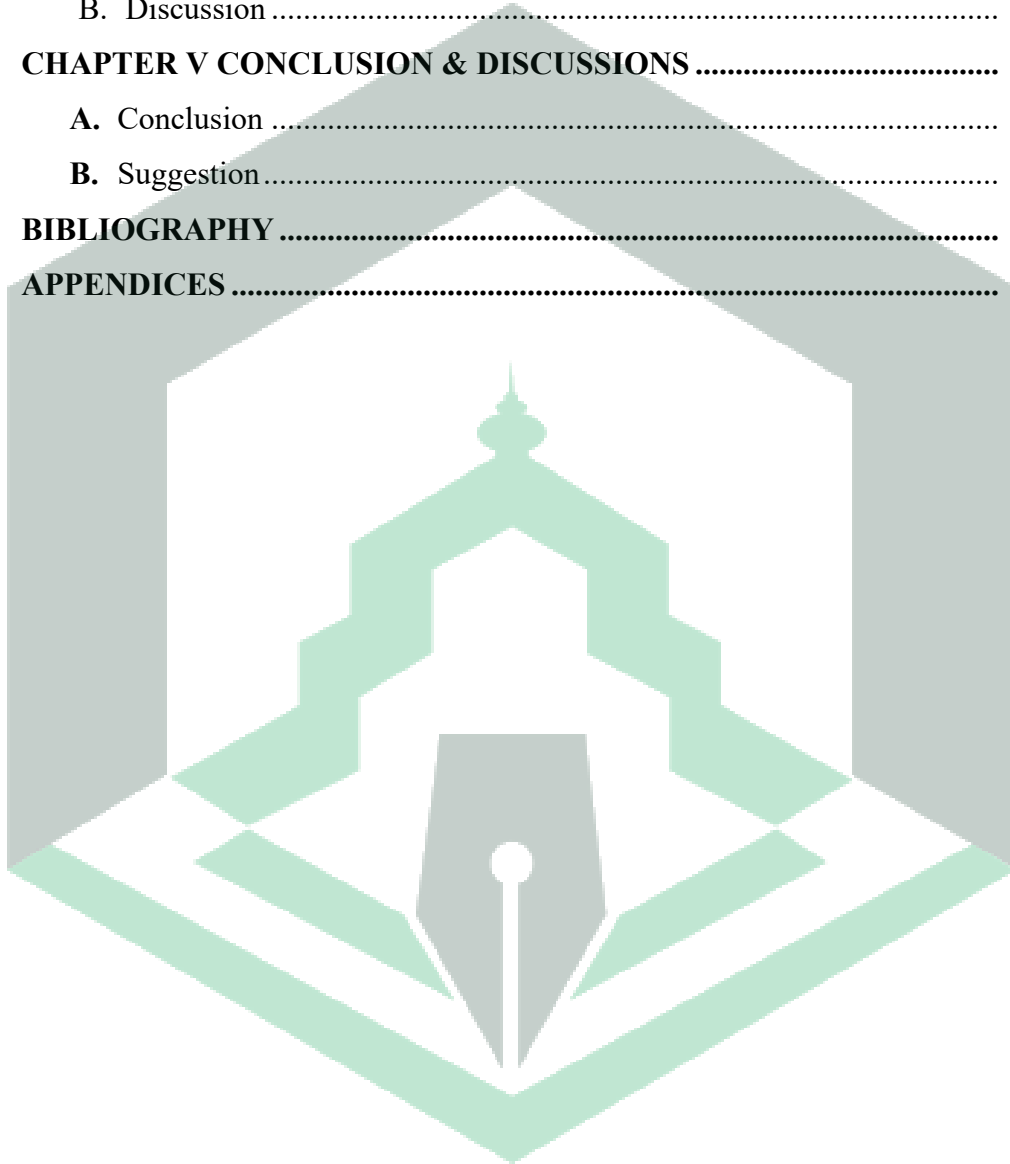 B. Discussion ..........................................................................................
CHAPTER V CONCLUSION & DISCUSSIONS ......................................
A. Conclusion ...........................................................................................
B. Suggestion ............................................................................................
BIBLIOGRAPHY ..........................................................................................
APPENDICES ................................................................................................